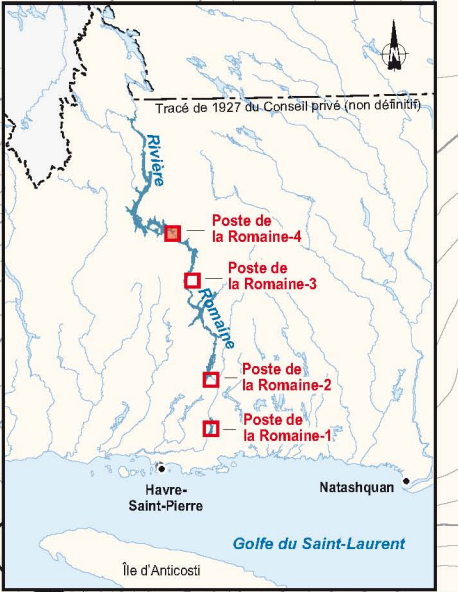 Tracé de 1927 du Conseil privé (non définitif)
Rivière
Poste de
la Romaine-4
Poste de
la Romaine-3
Romaine
Poste de
la Romaine-2
Poste de
la Romaine-1
Havre-
Saint-Pierre
Natashquan
Golfe du Saint-Laurent
Île d'Anticosti